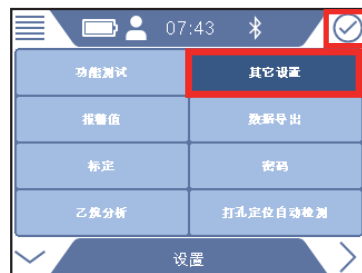 07:43
功能测试 其它设置
报警值 数据导出
标定 密码
乙烷分析 打孔定位自动检测
设置